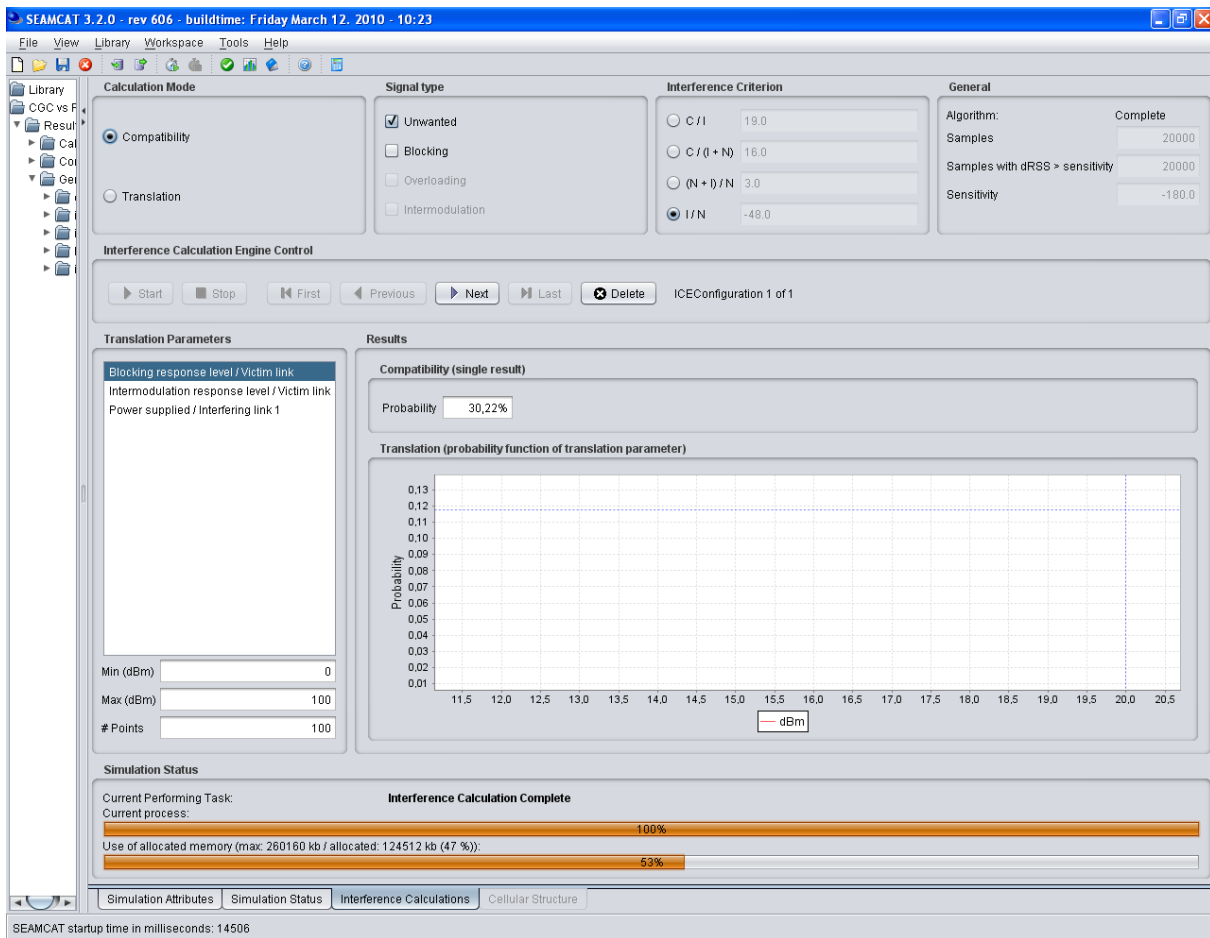 SEAMCAT 3.2.0 - rev 606 - buildtime: Friday March 12. 2010 - 10:23
File View Library Workspace Tools Help
Library
CGC vs F
Resul
Cal
Cor
Ger
Calculation Mode
Compatibility
Translation
Signal type
Unwanted
Blocking
Overloading
Intermodulation
Interference Criterion
C / I 19.0
C / (I + N) 16.0
(N + I) / N 3.0
I / N -48.0
General
Algorithm: Complete
Samples 20000
Samples with dRSS > sensitivity 20000
Sensitivity -180.0
Interference Calculation Engine Control
Start Stop First Previous Next Last Delete ICEConfiguration 1 of 1
Translation Parameters
Blocking response level / Victim link
Intermodulation response level / Victim link
Power supplied / Interfering link 1
Min (dBm) 0
Max (dBm) 100
# Points 100
Results
Compatibility (single result)
Probability 30,22%
Translation (probability function of translation parameter)
Probability
0,13
0,12
0,11
0,10
0,09
0,08
0,07
0,06
0,05
0,04
0,03
0,02
0,01
11,5 12,0 12,5 13,0 13,5 14,0 14,5 15,0 15,5 16,0 16,5 17,0 17,5 18,0 18,5 19,0 19,5 20,0 20,5
dBm
Simulation Status
Current Performing Task: Interference Calculation Complete
Current process:
100%
Use of allocated memory (max: 260160 kb / allocated: 124512 kb (47 %)):
53%
Simulation Attributes Simulation Status Interference Calculations Cellular Structure
SEAMCAT startup time in milliseconds: 14506